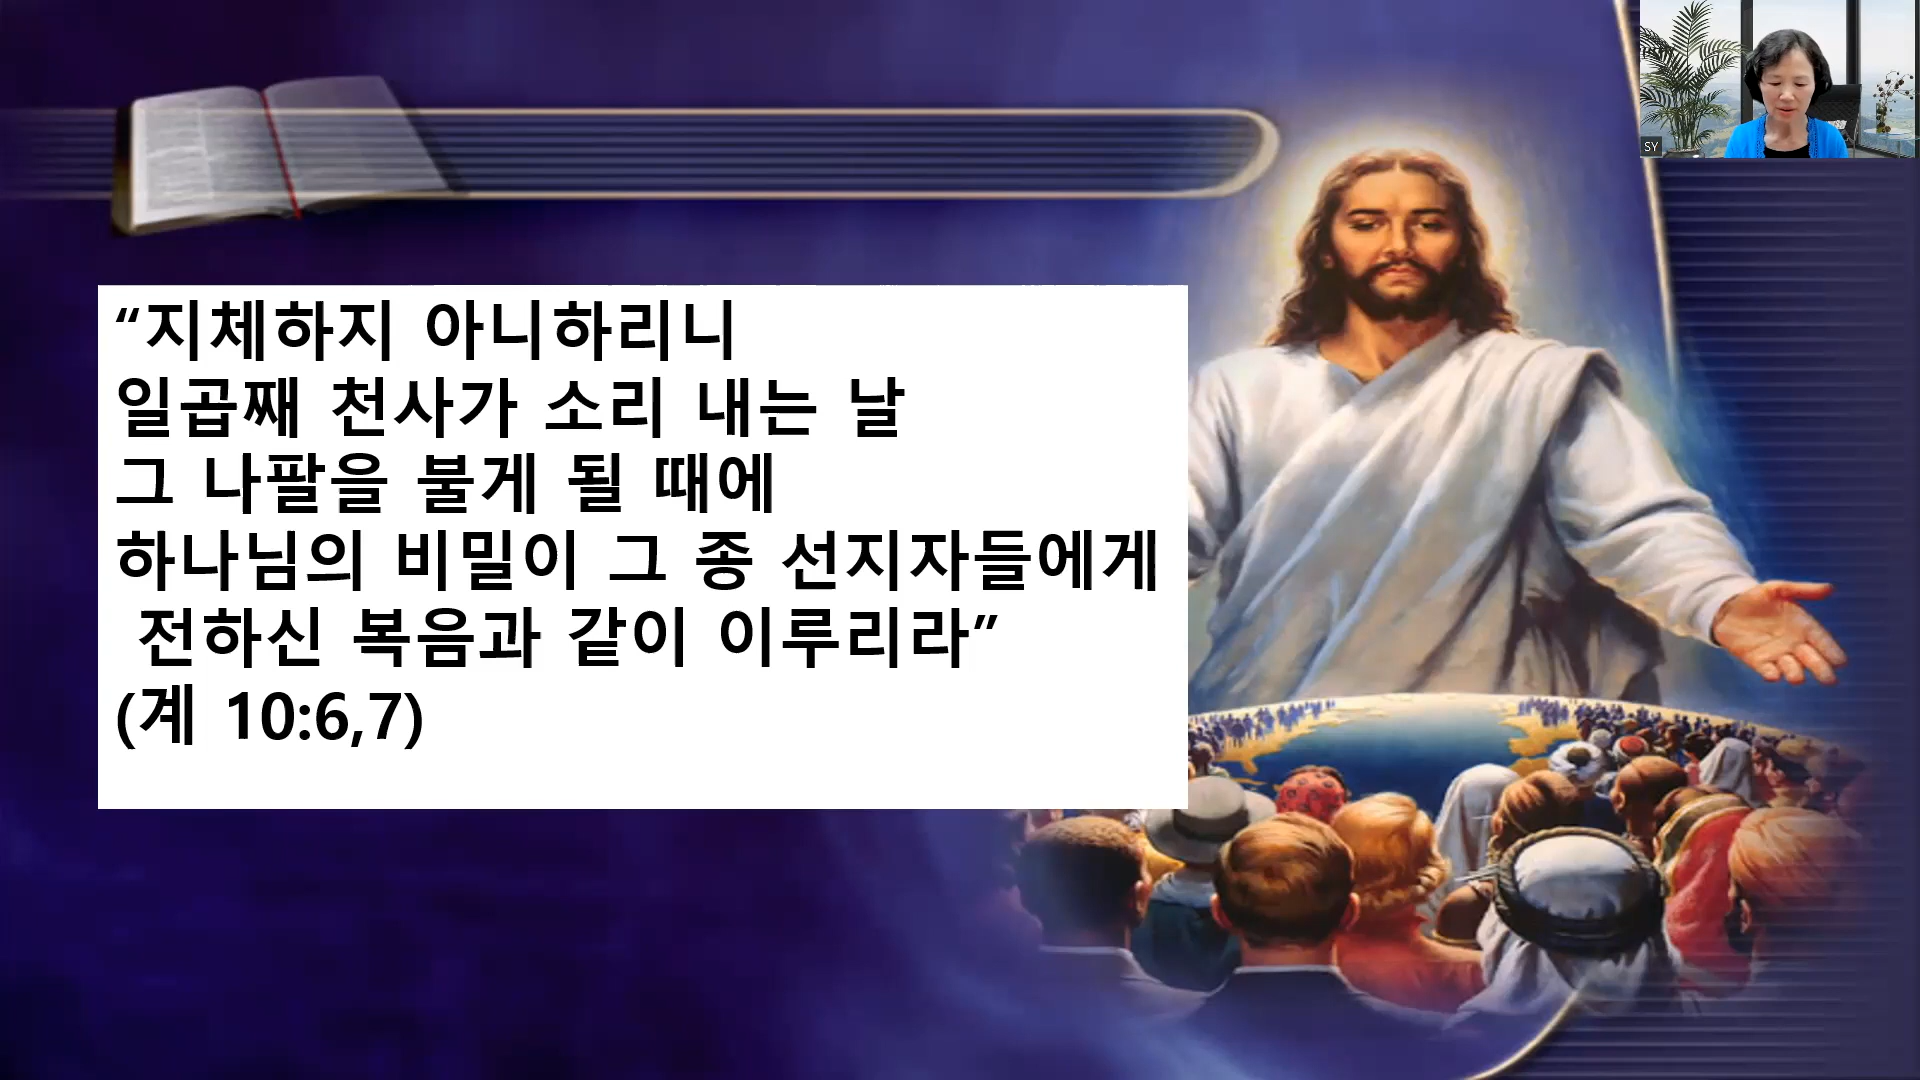 SY
“지체하지 아니하리니
일곱째 천사가 소리 내는 날
그 나팔을 불게 될 때에
하나님의 비밀이 그 종 선지자들에게
전하신 복음과 같이 이루리라”
(계 10:6,7)